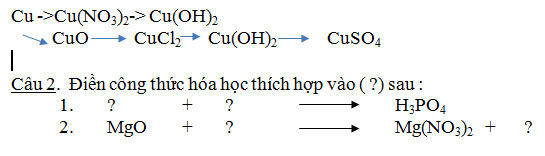 Cu ->Cu(NO₃)₂-> Cu(OH)₂
CuO → CuCl₂ → Cu(OH)₂ → CuSO₄
Câu 2. Điền công thức hóa học thích hợp vào ( ?) sau :
1. ? + ? → H₃PO₄
2. MgO + ? → Mg(NO₃)₂ + ?